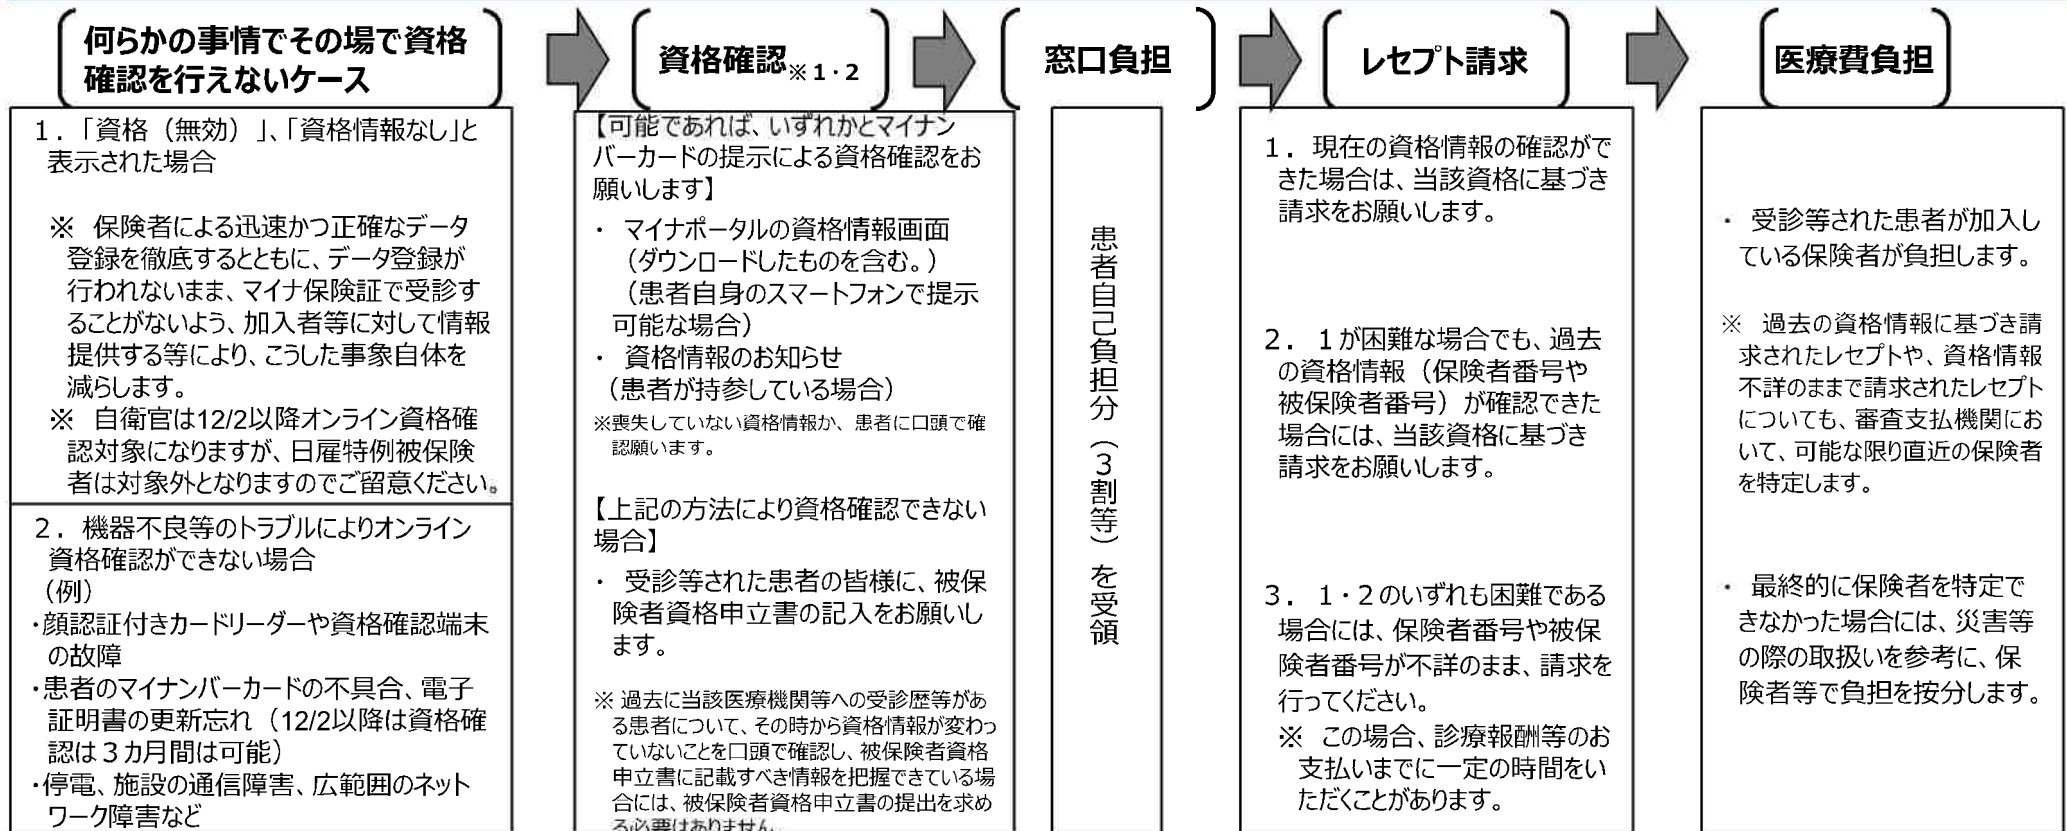 何らかの事情でその場で資格
確認を行えないケース
資格確認※1・2
窓口負担
レセプト請求
医療費負担
1．「資格（無効）」、「資格情報なし」と
表示された場合
※ 保険者による迅速かつ正確なデータ
登録を徹底するとともに、データ登録が
行われないまま、マイナ保険証で受診す
ることがないよう、加入者等に対して情報
提供する等により、こうした事象自体を
減らします。
※ 自衛官は12/2以降オンライン資格確
認対象になりますが、日雇特例被保険
者は対象外となりますのでご留意ください。
2．機器不良等のトラブルによりオンライン
資格確認ができない場合
（例）
・顔認証付きカードリーダーや資格確認端末
の故障
・患者のマイナンバーカードの不具合、電子
証明書の更新忘れ（12/2以降は資格確
認は３カ月間は可能）
・停電、施設の通信障害、広範囲のネット
ワーク障害など
【可能であれば、いずれかとマイナン
バーカードの提示による資格確認をお
願いします】
・ マイナポータルの資格情報画面
（ダウンロードしたものを含む。）
（患者自身のスマートフォンで提示
可能な場合）
・ 資格情報のお知らせ
（患者が持参している場合）
※喪失していない資格情報か、患者に口頭で確
認願います。
【上記の方法により資格確認できない
場合】
・ 受診等された患者の皆様に、被保
険者資格申立書の記入をお願いし
ます。
※ 過去に当該医療機関等への受診歴等があ
る患者について、その時から資格情報が変わっ
ていないことを口頭で確認し、被保険者資格
申立書に記載すべき情報を把握できている場
合には、被保険者資格申立書の提出を求め
る必要はありません
患者自己負担分（３割等）を受領
1．現在の資格情報の確認がで
きた場合は、当該資格に基づき
請求をお願いします。
2．１が困難な場合でも、過去
の資格情報（保険者番号や
被保険者番号）が確認できた
場合には、当該資格に基づき
請求をお願いします。
3．１・２のいずれも困難である
場合には、保険者番号や被保
険者番号が不詳のまま、請求を
行ってください。
※ この場合、診療報酬等のお
支払いまでに一定の時間をい
ただくことがあります。
・ 受診等された患者が加入し
ている保険者が負担します。
※ 過去の資格情報に基づき請
求されたレセプトや、資格情報
不詳のままで請求されたレセプト
についても、審査支払機関にお
いて、可能な限り直近の保険者
を特定します。
・ 最終的に保険者を特定で
きなかった場合には、災害等
の際の取扱いを参考に、保
険者等で負担を按分します。